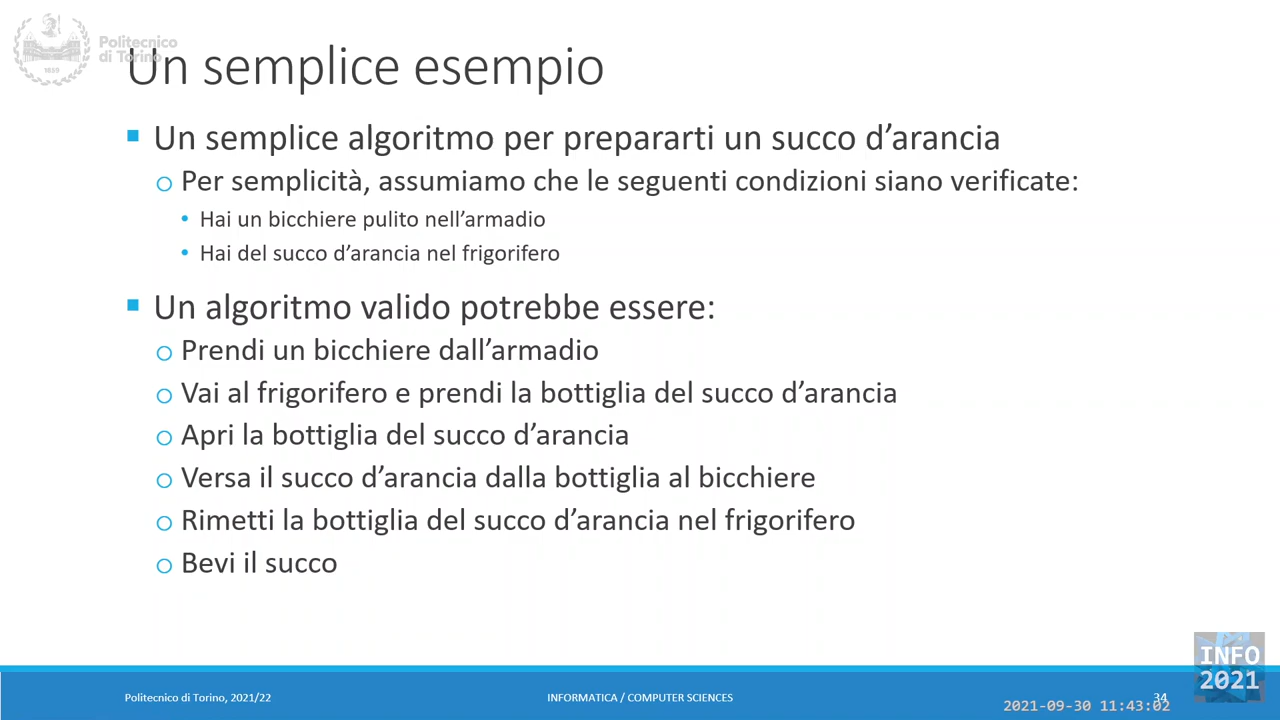 Politecnico
di Torino
1859
Un semplice esempio
Un semplice algoritmo per prepararti un succo d’arancia
Per semplicità, assumiamo che le seguenti condizioni siano verificate:
Hai un bicchiere pulito nell’armadio
Hai del succo d’arancia nel frigorifero
Un algoritmo valido potrebbe essere:
Prendi un bicchiere dall’armadio
Vai al frigorifero e prendi la bottiglia del succo d’arancia
Apri la bottiglia del succo d’arancia
Versa il succo d’arancia dalla bottiglia al bicchiere
Rimetti la bottiglia del succo d’arancia nel frigorifero
Bevi il succo
INFO
2021
Politecnico di Torino, 2021/22
INFORMATICA / COMPUTER SCIENCES
34
2021-09-30 11:43:02